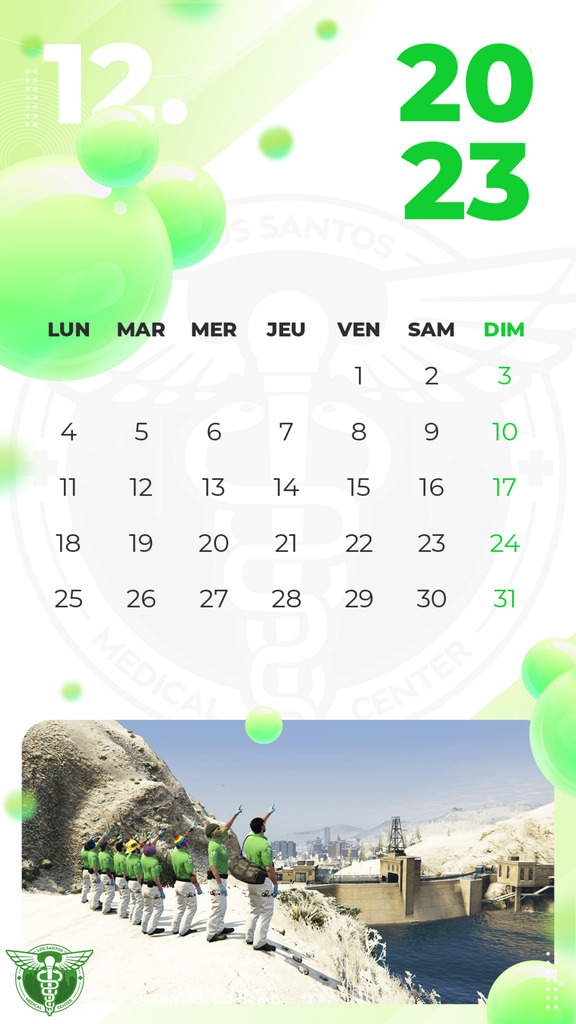 12.
20
23
LOS SANTOS
LUN MAR MER JEU VEN SAM DIM
1 2 3
4 5 6 7 8 9 10
11 12 13 14 15 16 17
18 19 20 21 22 23 24
25 26 27 28 29 30 31
MEDICAL CENTER
LOS SANTOS
MEDICAL CENTER